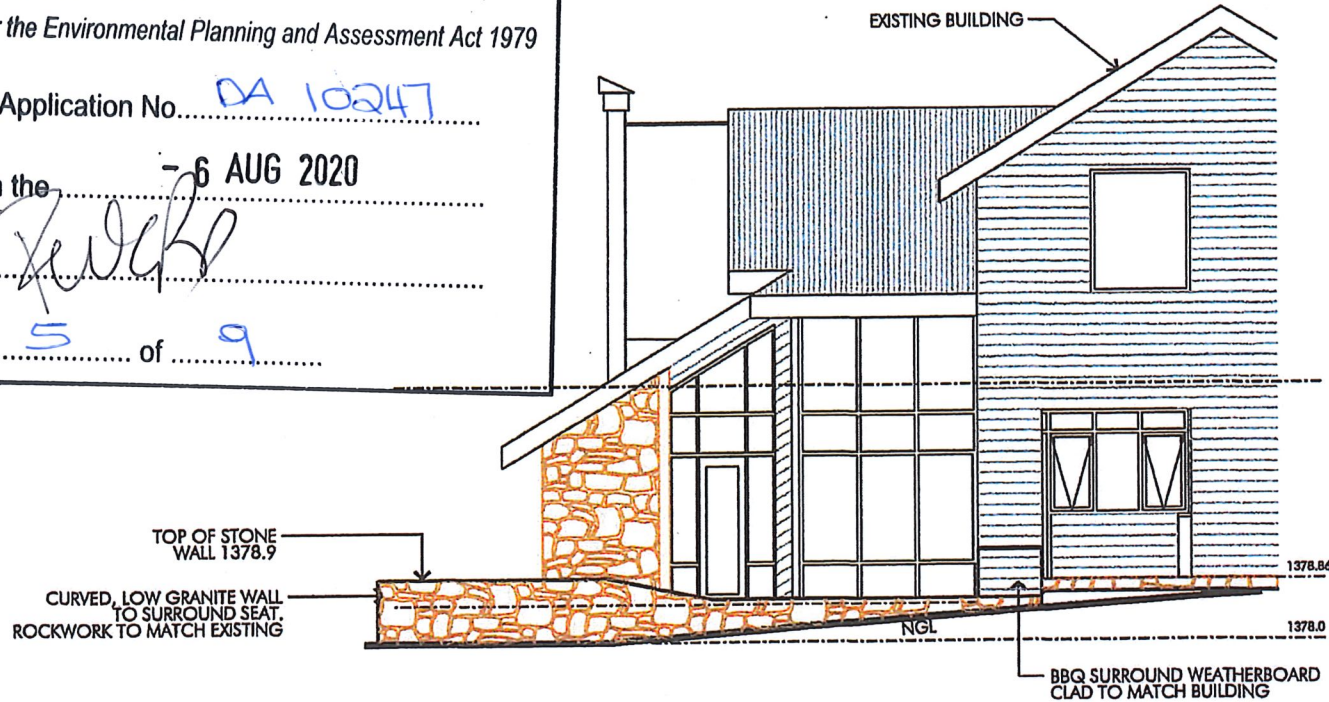 the Environmental Planning and Assessment Act 1979
Application No. DA 10247
the - 6 AUG 2020
5 of 9
EXISTING BUILDING
TOP OF STONE
WALL 1378.9
CURVED, LOW GRANITE WALL
TO SURROUND SEAT.
ROCKWORK TO MATCH EXISTING
1378.86
NGL
1378.0
BBQ SURROUND WEATHERBOARD
CLAD TO MATCH BUILDING